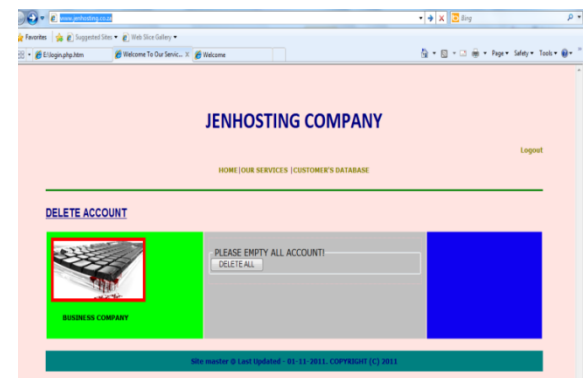 www.jenhosting.co.za
Bing
Favorites Suggested Sites Web Slice Gallery
E:\login.php.htm Welcome To Our Servic... X Welcome
Page Safety Tools
JENHOSTING COMPANY
Logout
HOME |OUR SERVICES |CUSTOMER'S DATABASE
DELETE ACCOUNT
PLEASE EMPTY ALL ACCOUNT!
DELETE ALL
BUSINESS COMPANY
Site master @ Last Updated - 01-11-2011. COPYRIGHT (C) 2011